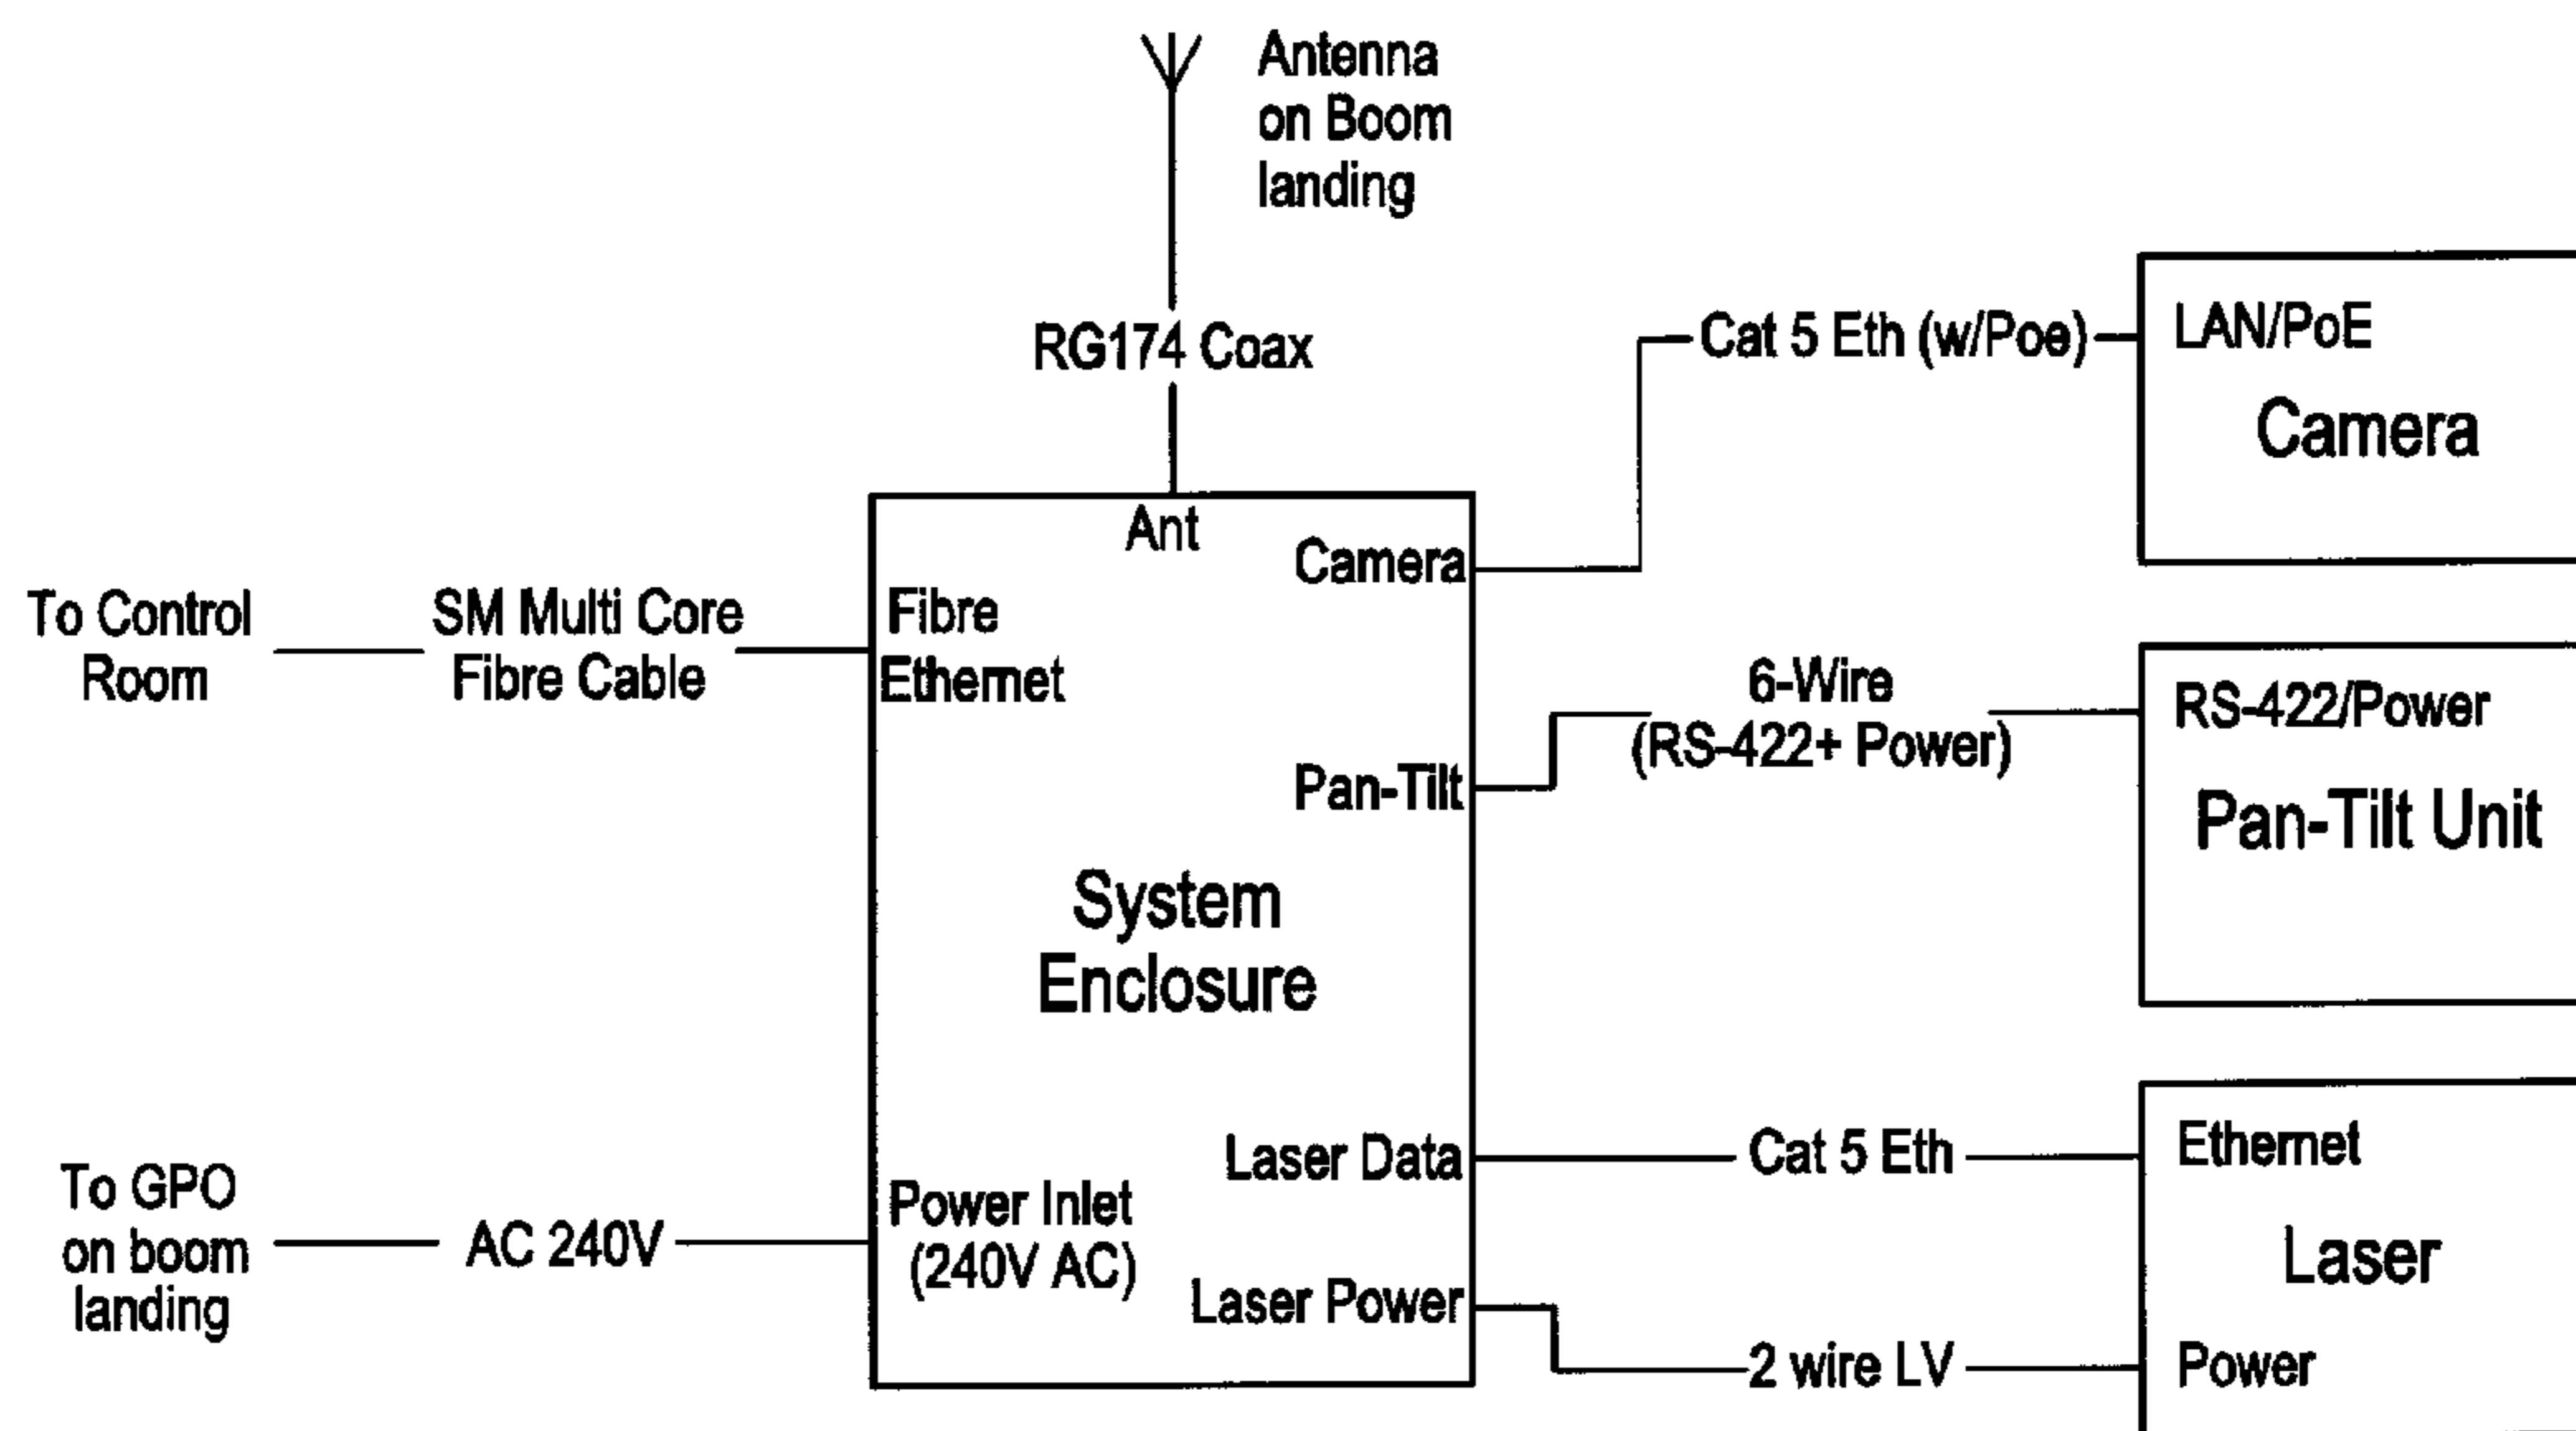 Antenna
on Boom
landing
RG174 Coax
Cat 5 Eth (w/Poe)
LAN/PoE
Camera
Ant
Camera
To Control
Room
SM Multi Core
Fibre Cable
Fibre
Ethernet
6-Wire
(RS-422+ Power)
RS-422/Power
Pan-Tilt Unit
Pan-Tilt
System
Enclosure
Laser Data
Cat 5 Eth
Ethernet
Laser
To GPO
on boom
landing
AC 240V
Power Inlet
(240V AC)
Laser Power
2 wire LV
Power